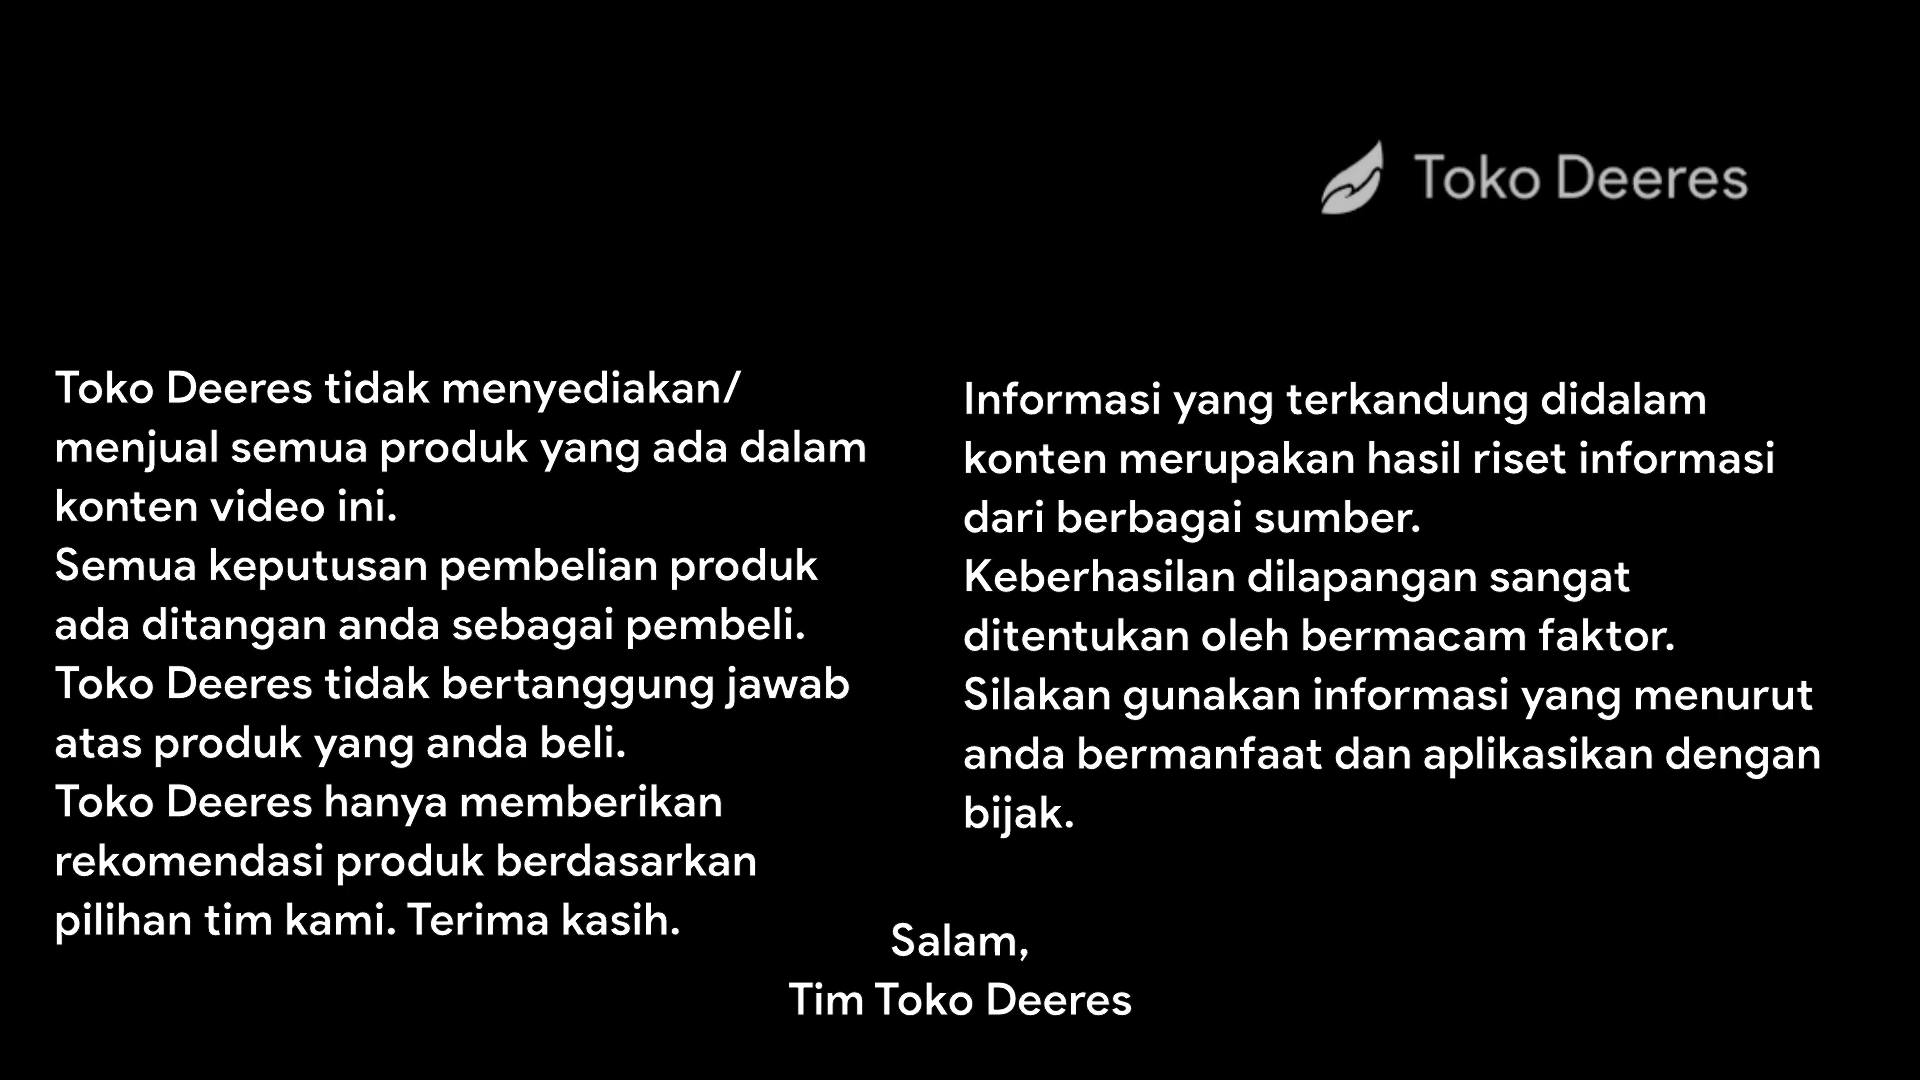 Toko Deeres
Toko Deeres tidak menyediakan/
menjual semua produk yang ada dalam
konten video ini.
Semua keputusan pembelian produk
ada ditangan anda sebagai pembeli.
Toko Deeres tidak bertanggung jawab
atas produk yang anda beli.
Toko Deeres hanya memberikan
rekomendasi produk berdasarkan
pilihan tim kami. Terima kasih.
Informasi yang terkandung didalam
konten merupakan hasil riset informasi
dari berbagai sumber.
Keberhasilan dilapangan sangat
ditentukan oleh bermacam faktor.
Silakan gunakan informasi yang menurut
anda bermanfaat dan aplikasikan dengan
bijak.
Salam,
Tim Toko Deeres